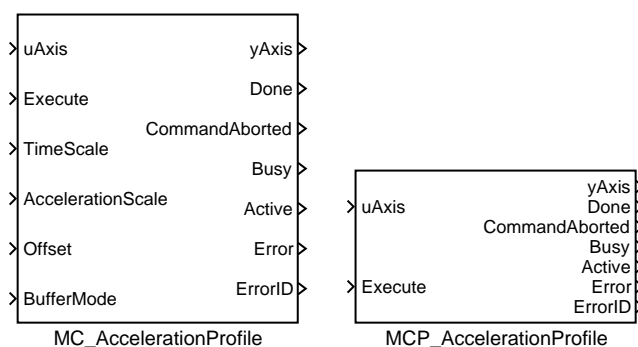 uAxis
Execute
TimeScale
AccelerationScale
Offset
BufferMode
yAxis
Done
CommandAborted
Busy
Active
Error
ErrorID
MC_AccelerationProfile
uAxis
Execute
yAxis
Done
CommandAborted
Busy
Active
Error
ErrorID
MCP_AccelerationProfile